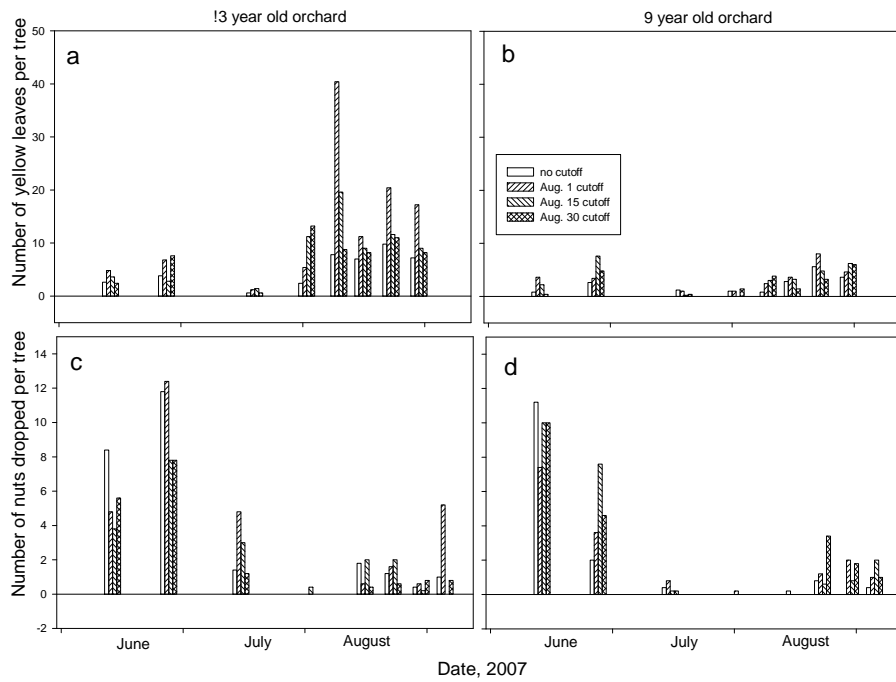 !3 year old orchard
9 year old orchard
Number of yellow leaves per tree
50
40
30
20
10
0
a
b
no cutoff
Aug. 1 cutoff
Aug. 15 cutoff
Aug. 30 cutoff
Number of nuts dropped per tree
14
12
10
8
6
4
2
0
-2
c
d
June
July
August
June
July
August
Date, 2007